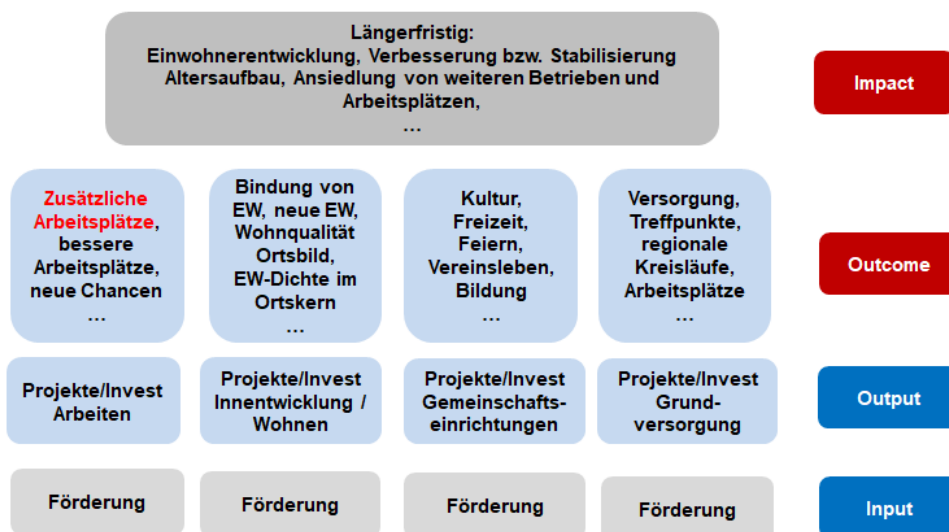 Längerfristig:
Einwohnerentwicklung, Verbesserung bzw. Stabilisierung
Altersaufbau, Ansiedlung von weiteren Betrieben und
Arbeitsplätzen,
...
Impact
Zusätzliche
Arbeitsplätze,
bessere
Arbeitsplätze,
neue Chancen
...
Bindung von
EW, neue EW,
Wohnqualität
Ortsbild,
EW-Dichte im
Ortskern
...
Kultur,
Freizeit,
Feiern,
Vereinsleben,
Bildung
...
Versorgung,
Treffpunkte,
regionale
Kreisläufe,
Arbeitsplätze
...
Outcome
Projekte/Invest
Arbeiten
Projekte/Invest
Innentwicklung /
Wohnen
Projekte/Invest
Gemeinschafts-
einrichtungen
Projekte/Invest
Grund-
versorgung
Output
Förderung
Förderung
Förderung
Förderung
Input